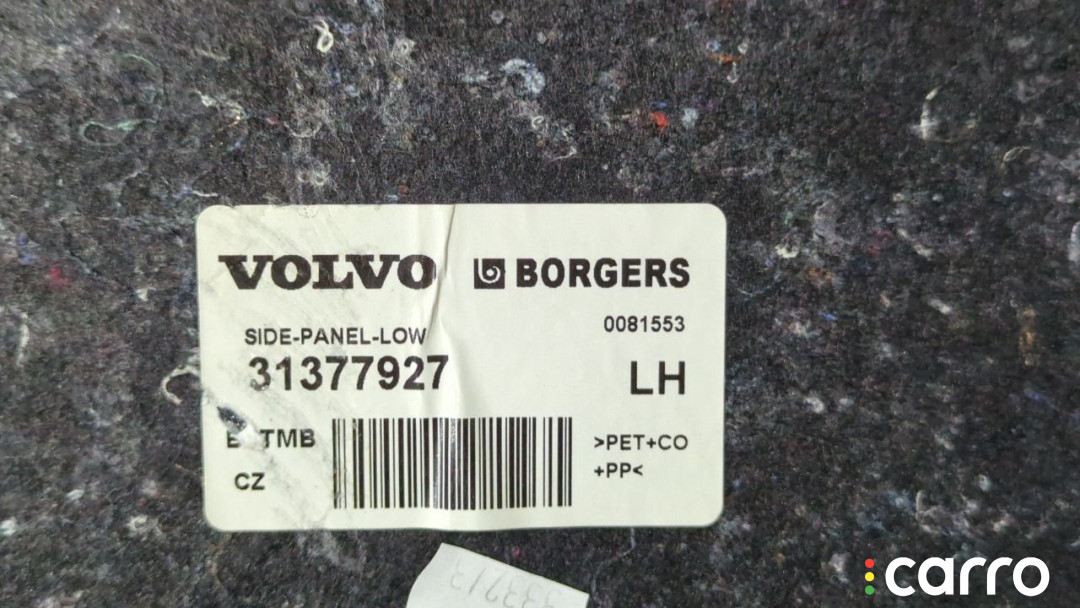 VOLVO BORGERS
0081553
SIDE-PANEL-LOW
31377927 LH
TMB >PET+CO
CZ +PP<
carro